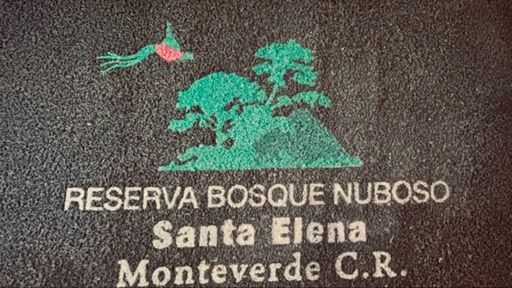 RESERVA BOSQUE NUBOSO
Santa Elena
Monteverde C.R.